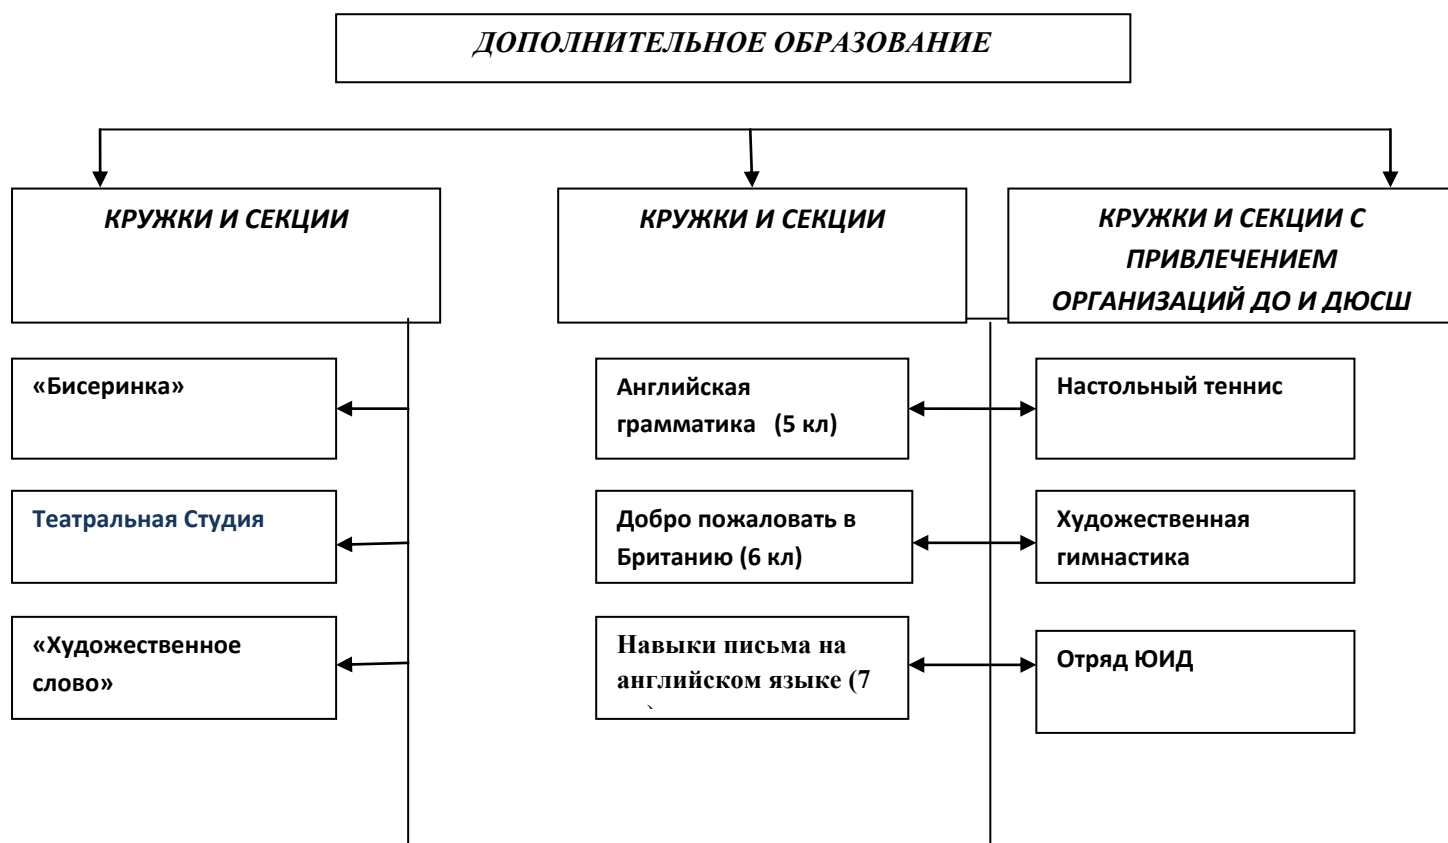 ДОПОЛНИТЕЛЬНОЕ ОБРАЗОВАНИЕ
КРУЖКИ И СЕКЦИИ
КРУЖКИ И СЕКЦИИ
КРУЖКИ И СЕКЦИИ С
ПРИВЛЕЧЕНИЕМ
ОРГАНИЗАЦИЙ ДО И ДЮСШ
«Бисеринка»
Английская
грамматика (5 кл)
Настольный теннис
Театральная Студия
Добро пожаловать в
Британию (6 кл)
Художественная
гимнастика
«Художественное
слово»
Навыки письма на
английском языке (7
Отряд ЮИД